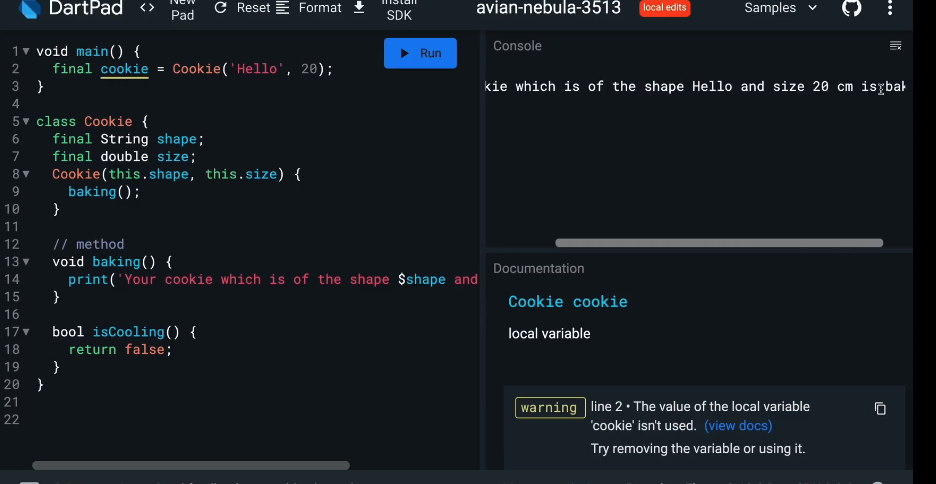 DartPad
<> New Pad
Reset
Format
Install SDK
avian-nebula-3513
local edits
Samples
1 void main() {
2 final cookie = Cookie('Hello', 20);
3 }
4
5 class Cookie {
6 final String shape;
7 final double size;
8 Cookie(this.shape, this.size) {
9 baking();
10 }
11
12 // method
13 void baking() {
14 print('Your cookie which is of the shape $shape and
15 }
16
17 bool isCooling() {
18 return false;
19 }
20 }
21
22
Run
Console
kie which is of the shape Hello and size 20 cm is bak
Documentation
Cookie cookie
local variable
warning line 2 • The value of the local variable
'cookie' isn't used. (view docs)
Try removing the variable or using it.